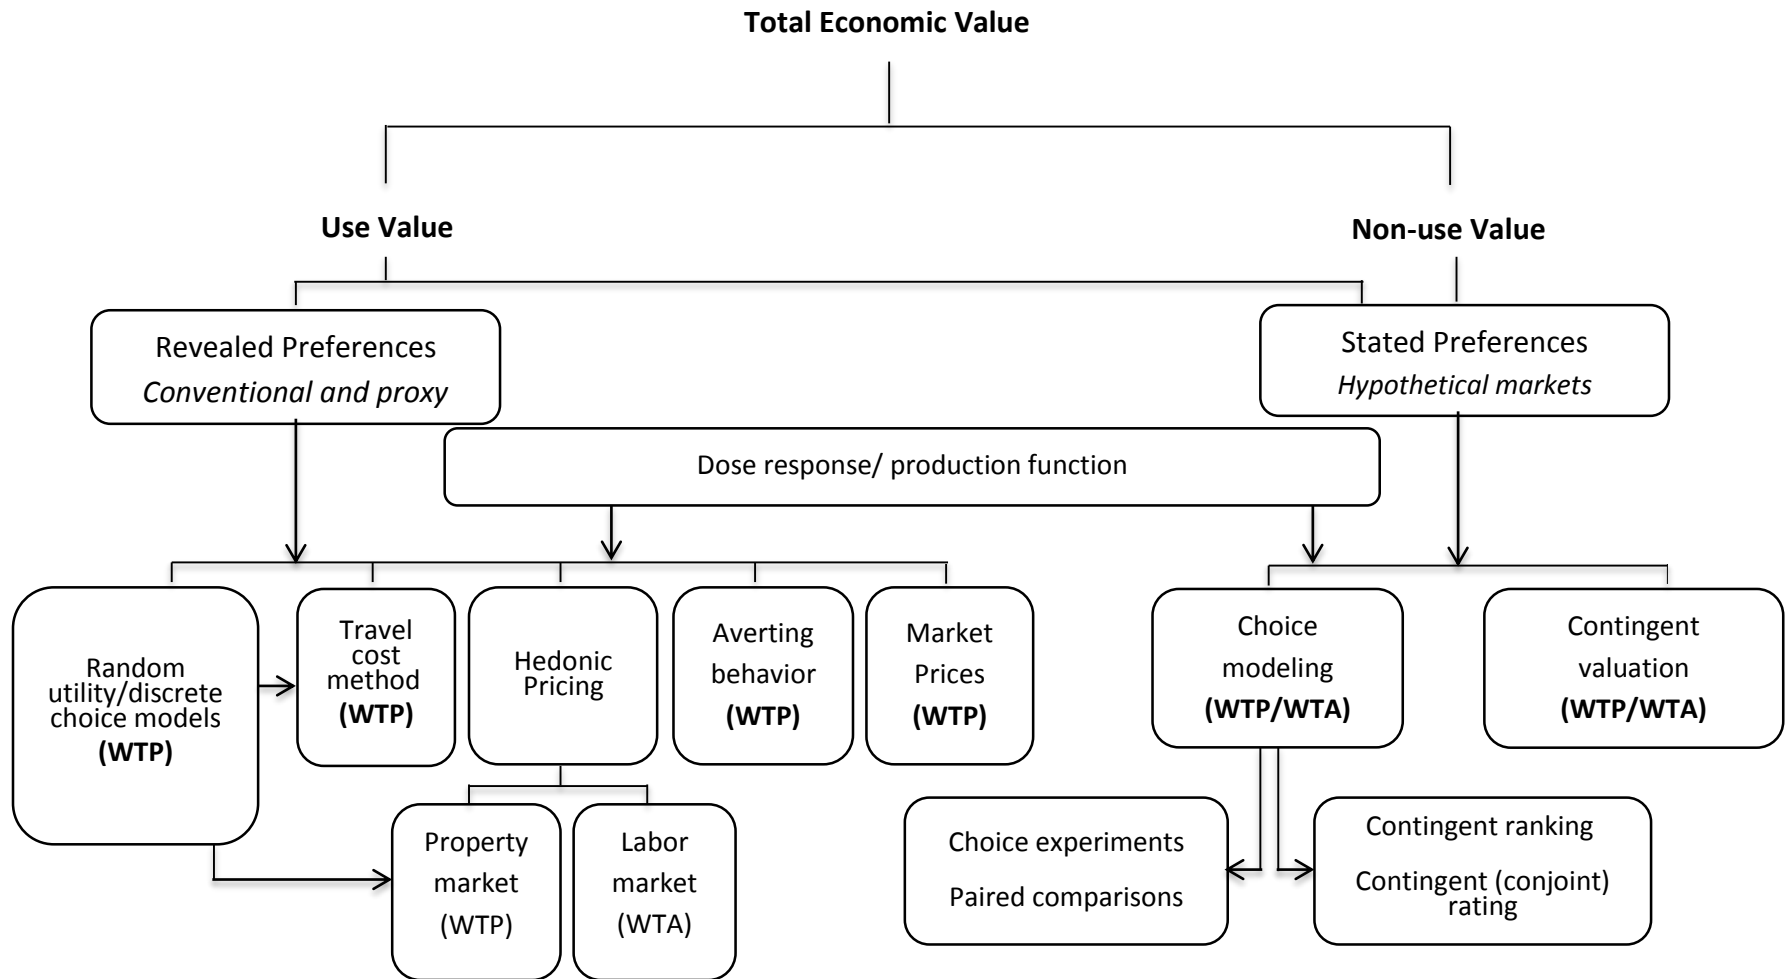 Total Economic Value
Use Value
Non-use Value
Revealed Preferences
Conventional and proxy
Stated Preferences
Hypothetical markets
Dose response/ production function
Random
utility/discrete
choice models
(WTP)
Travel
cost
method
(WTP)
Hedonic
Pricing
Averting
behavior
(WTP)
Market
Prices
(WTP)
Choice
modeling
(WTP/WTA)
Contingent
valuation
(WTP/WTA)
Property
market
(WTP)
Labor
market
(WTA)
Choice experiments
Paired comparisons
Contingent ranking
Contingent (conjoint)
rating